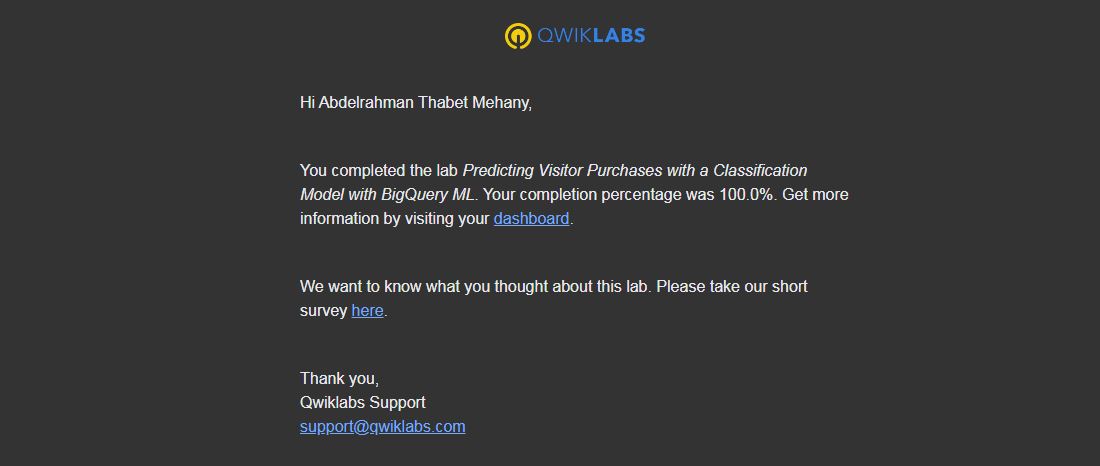 QWIKLABS
Hi Abdelrahman Thabet Mehany,
You completed the lab Predicting Visitor Purchases with a Classification
Model with BigQuery ML. Your completion percentage was 100.0%. Get more
information by visiting your dashboard.
We want to know what you thought about this lab. Please take our short
survey here.
Thank you,
Qwiklabs Support
support@qwiklabs.com